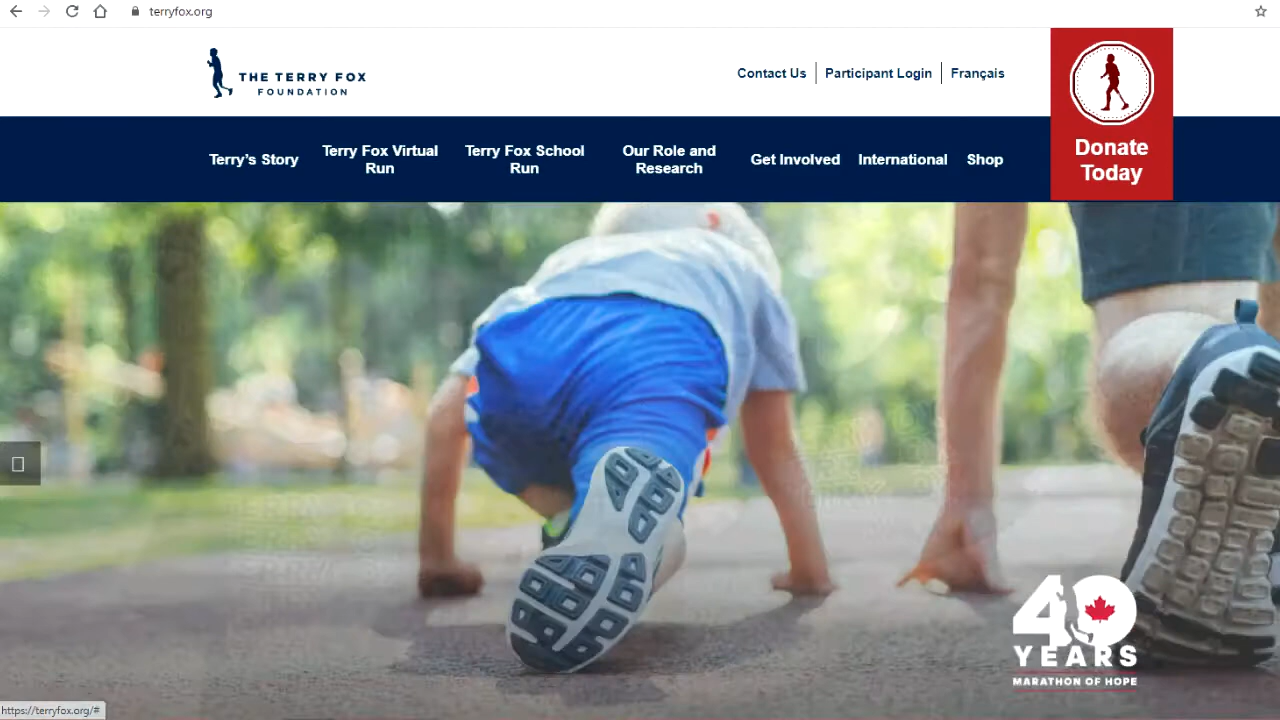 terryfox.org
THE TERRY FOX
FOUNDATION
Contact Us
Participant Login
Français
Donate
Today
Terry's Story
Terry Fox Virtual
Run
Terry Fox School
Run
Our Role and
Research
Get Involved
International
Shop
40
YEARS
MARATHON OF HOPE
https://terryfox.org/#